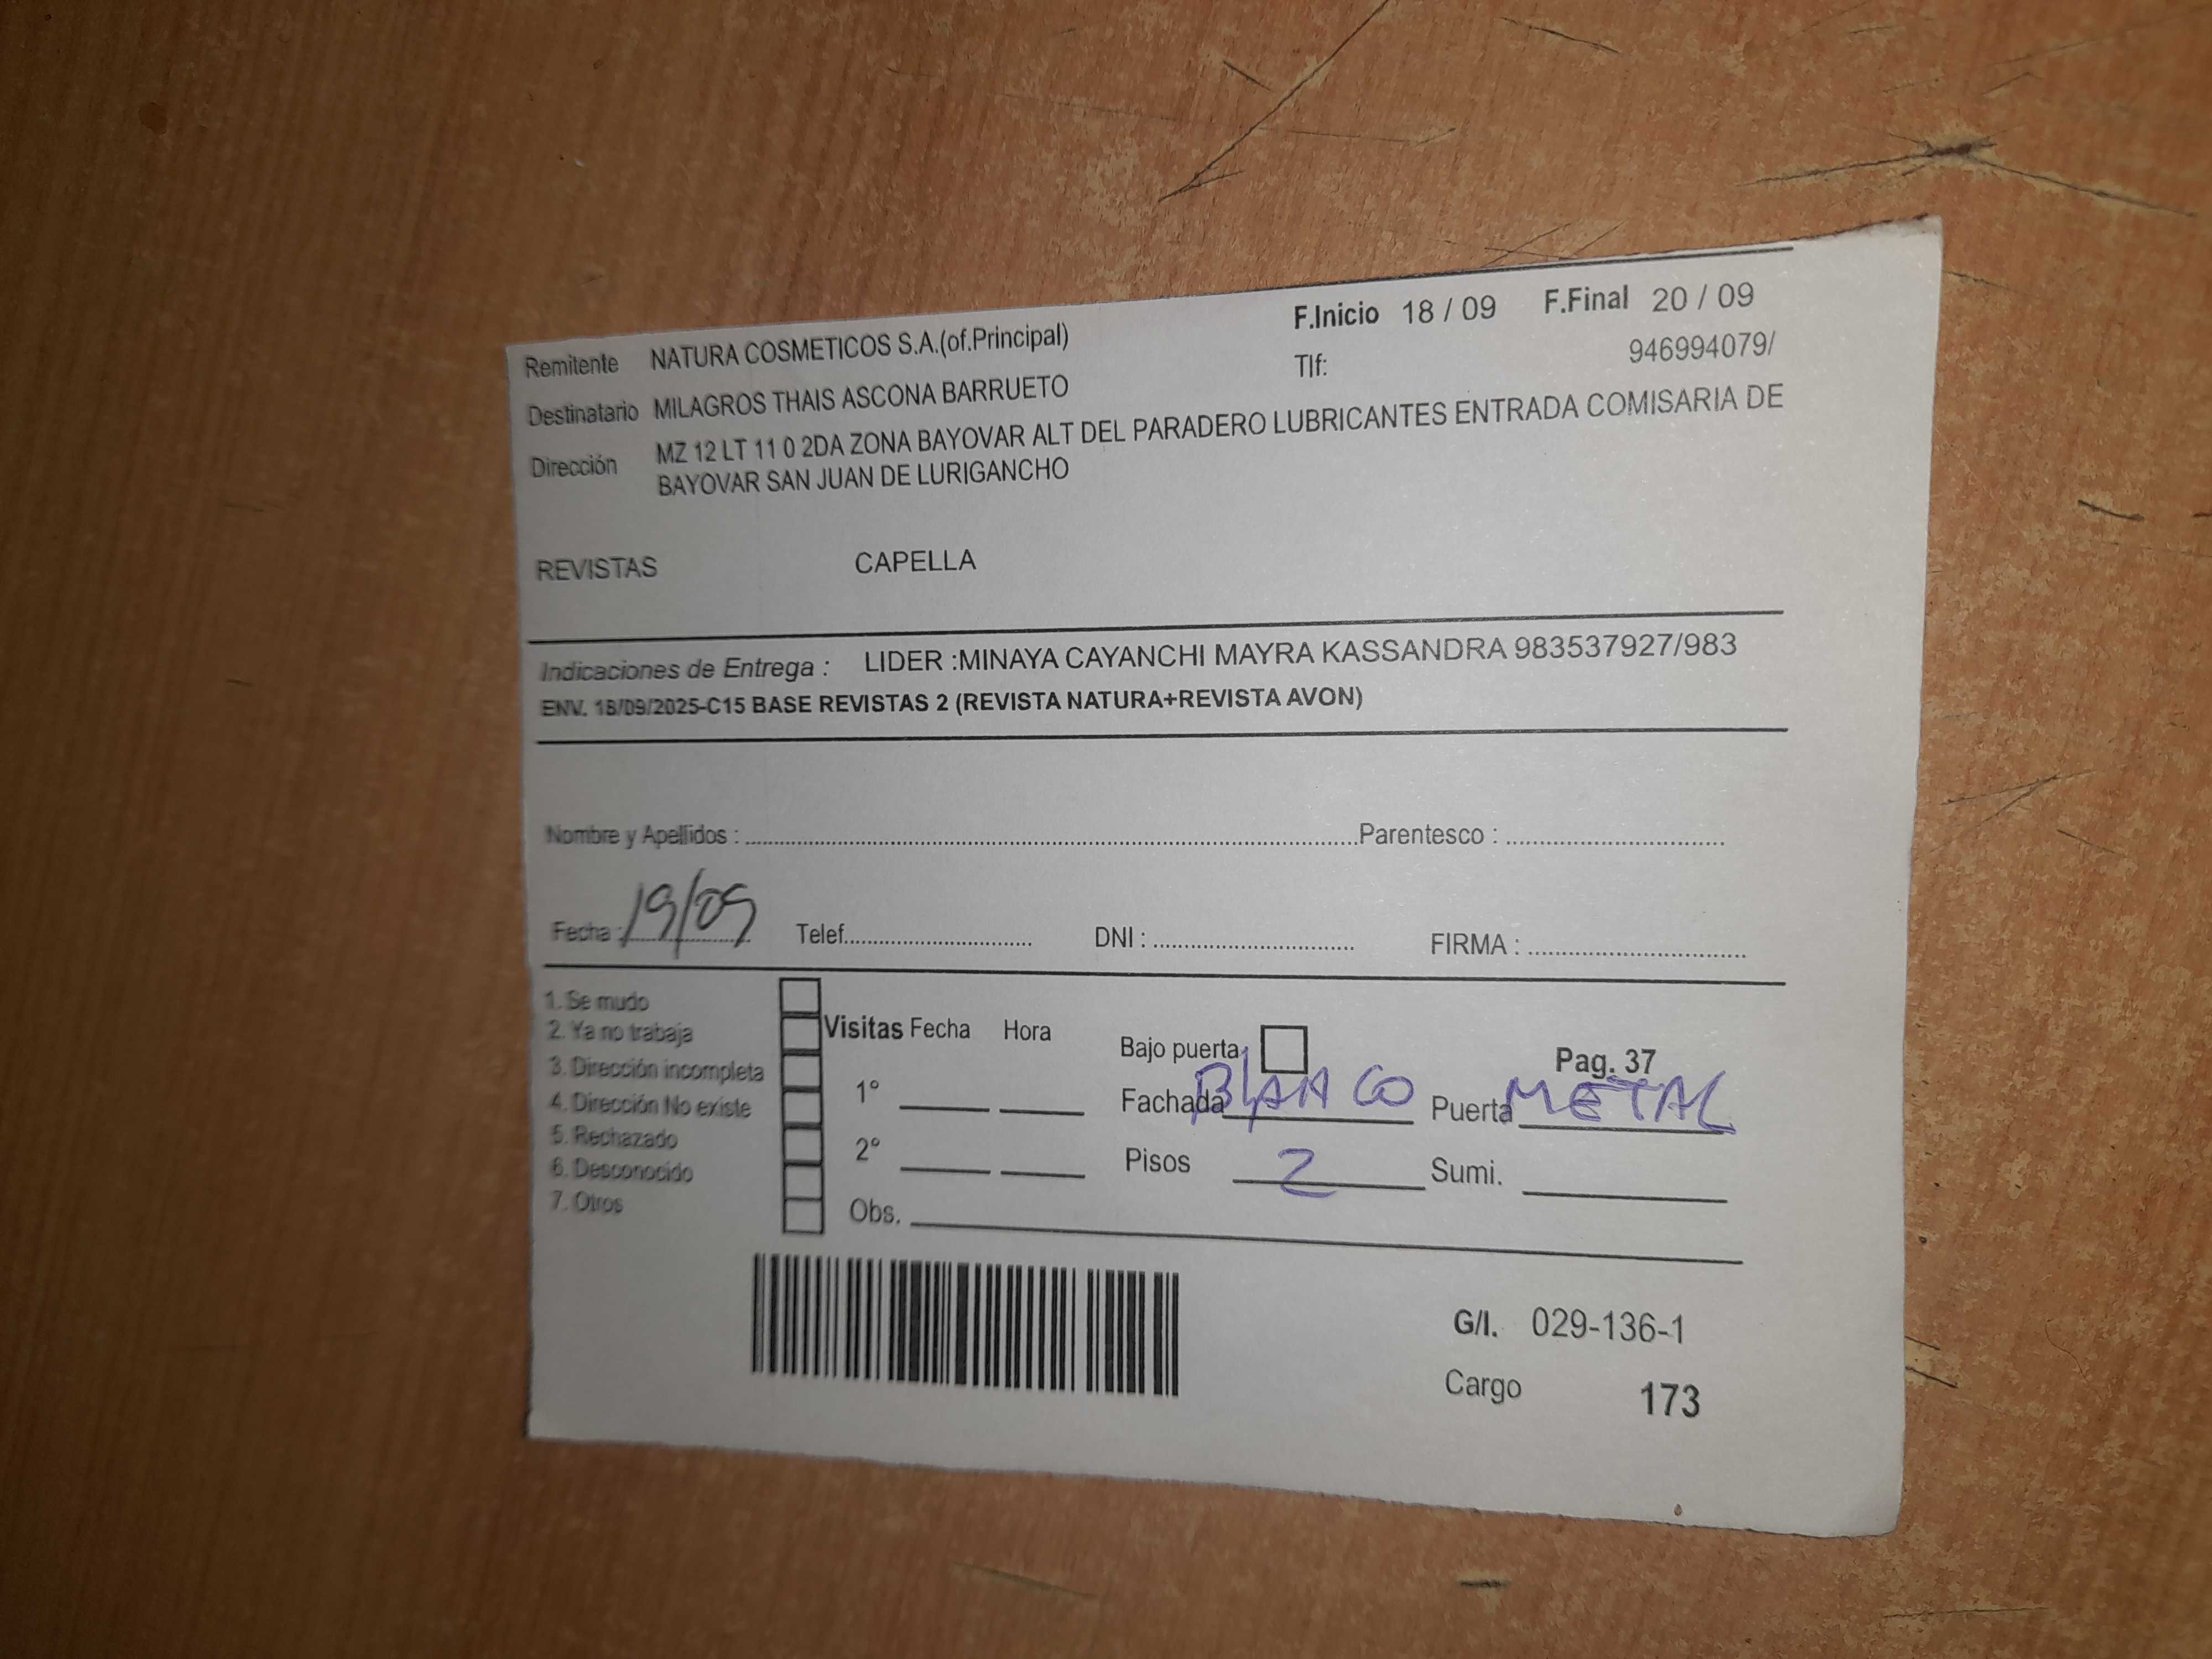 F.Inicio 18 / 09 F.Final 20 / 09
Remitente NATURA COSMETICOS S.A.(of.Principal) Tlf: 946994079/
Destinatario MILAGROS THAIS ASCONA BARRUETO
Dirección MZ 12 LT 11 0 2DA ZONA BAYOVAR ALT DEL PARADERO LUBRICANTES ENTRADA COMISARIA DE
BAYOVAR SAN JUAN DE LURIGANCHO
REVISTAS CAPELLA
Indicaciones de Entrega : LIDER :MINAYA CAYANCHI MAYRA KASSANDRA 983537927/983
ENV. 18/09/2025-C15 BASE REVISTAS 2 (REVISTA NATURA+REVISTA AVON)
Nombre y Apellidos : Parentesco :
Fecha : 19/09 Telef. DNI : FIRMA :
1. Se mudo
2. Ya no trabaja
3. Dirección incompleta
4. Dirección No existe
5. Rechazado
6. Desconocido
7. Otros
Visitas Fecha Hora
1°
2°
Obs.
Bajo puerta Pag. 37
Fachada BLANCO Puerta METAL
Pisos 2 Sumi.
G/I. 029-136-1
Cargo 173